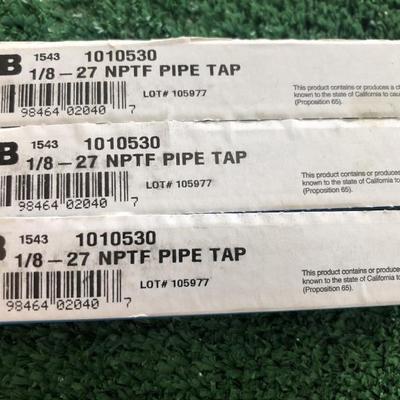 B 1543 1010530
1/8-27 NPTF PIPE TAP
98464 02040 7
LOT# 105977
This product contains or produces a ch
known to the state of California to cau
(Proposition 65).
B 1543 1010530
1/8-27 NPTF PIPE TAP
98464 02040 7
LOT# 105977
This product contains or produces
known to the state of California to
(Proposition 65).
B 1543 1010530
1/8-27 NPTF PIPE TAP
98464 02040 7
LOT# 105977
This product contains or produces
known to the state of California
(Proposition 65).